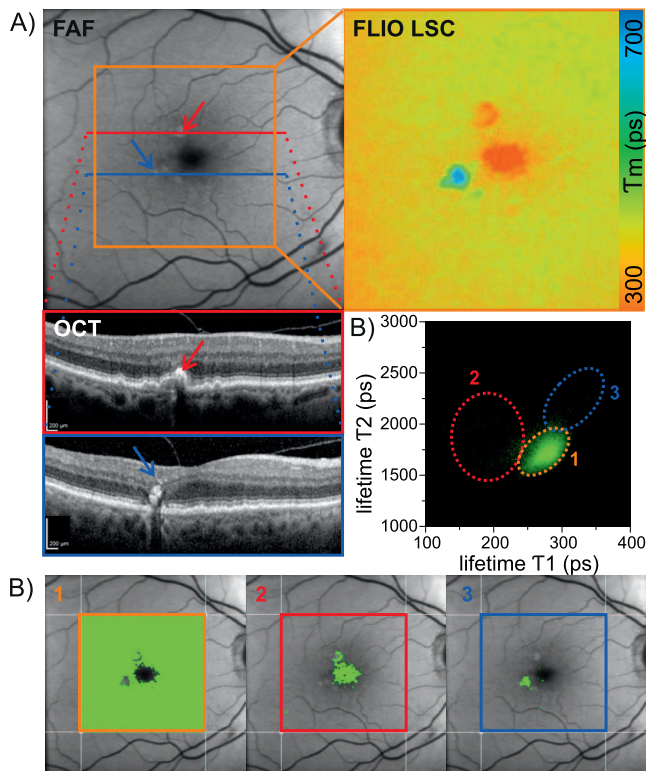 A)
FAF
FLIO LSC
700
Tm (ps)
300
OCT
200 µm
200 µm
B)
3000
2500
2000
1500
1000
lifetime T2 (ps)
2
3
1
100
200
300
400
lifetime T1 (ps)
B)
1
2
3